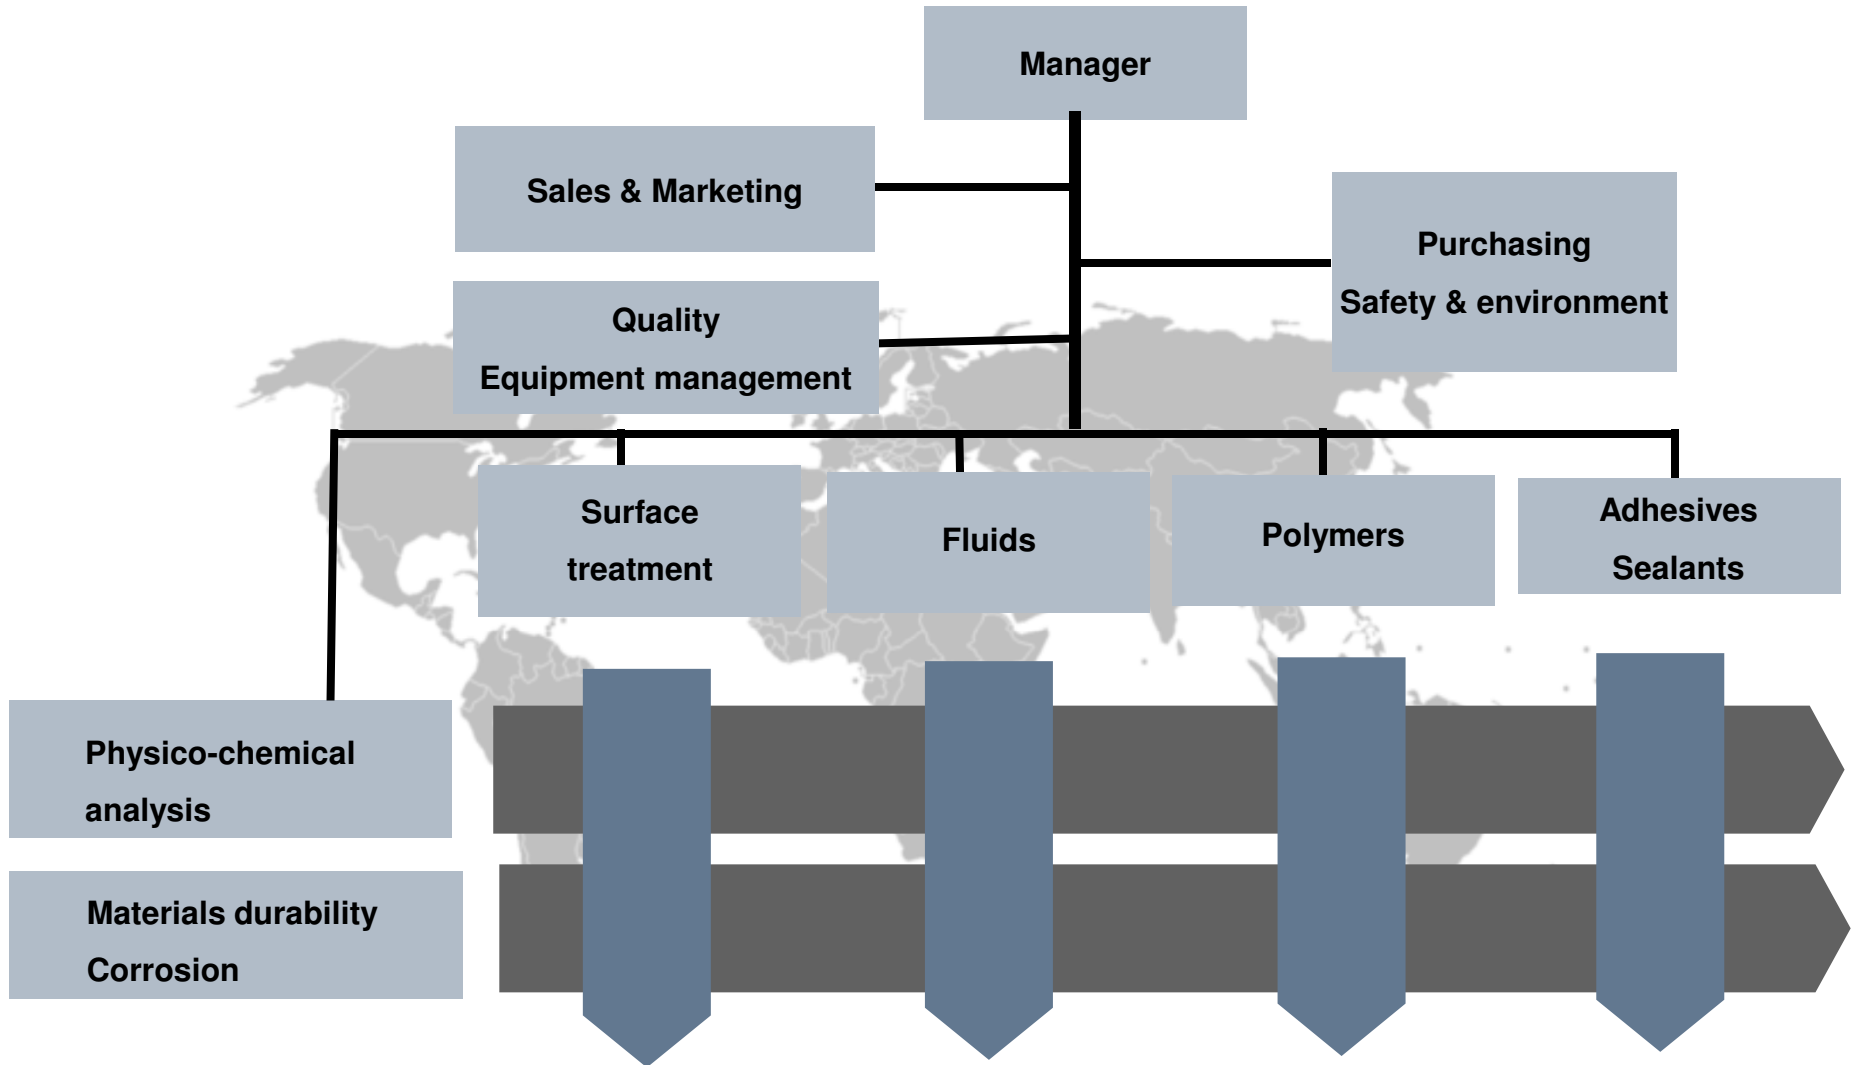 Manager
Sales & Marketing
Purchasing
Safety & environment
Quality
Equipment management
Surface
treatment
Fluids
Polymers
Adhesives
Sealants
Physico-chemical
analysis
Materials durability
Corrosion